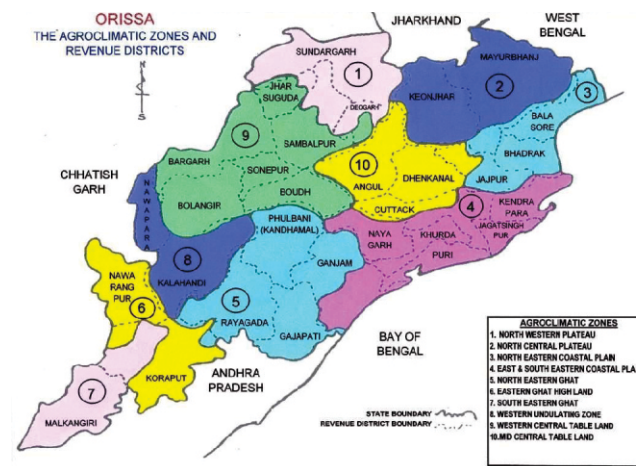 ORISSA
THE AGROCLIMATIC ZONES AND
REVENUE DISTRICTS
N
S
JHARKHAND
WEST
BENGAL
SUNDARGARH
1
MAYURBHANJ
2
KEONJHAR
3
JHAR
SUGUDA
DEOGARH
BALA
SORE
9
SAMBALPUR
BHADRAK
BARGARH
10
ANGUL
DHENKANAL
JAJPUR
SONEPUR
CHHATISH
GARH
NAWAPARA
BOLANGIR
BOUDH
CUTTACK
4
KENDRA
PARA
JAGATSINGH
PUR
PHULBANI
(KANDHAMAL)
NAYA
GARH
KHURDA
PURI
8
KALAHANDI
GANJAM
NAWA
RANG
PUR
6
5
RAYAGADA
GAJAPATI
BAY OF
BENGAL
ANDHRA
PRADESH
KORAPUT
7
MALKANGIRI
STATE BOUNDARY
REVENUE DISTRICT BOUNDARY
AGROCLIMATIC ZONES
1. NORTH WESTERN PLATEAU
2. NORTH CENTRAL PLATEAU
3. NORTH EASTERN COASTAL PLAIN
4. EAST & SOUTH EASTERN COASTAL PLA
5. NORTH EASTERN GHAT
6. EASTERN GHAT HIGH LAND
7. SOUTH EASTERN GHAT
8. WESTERN UNDULATING ZONE
9. WESTERN CENTRAL TABLE LAND
10. MID CENTRAL TABLE LAND